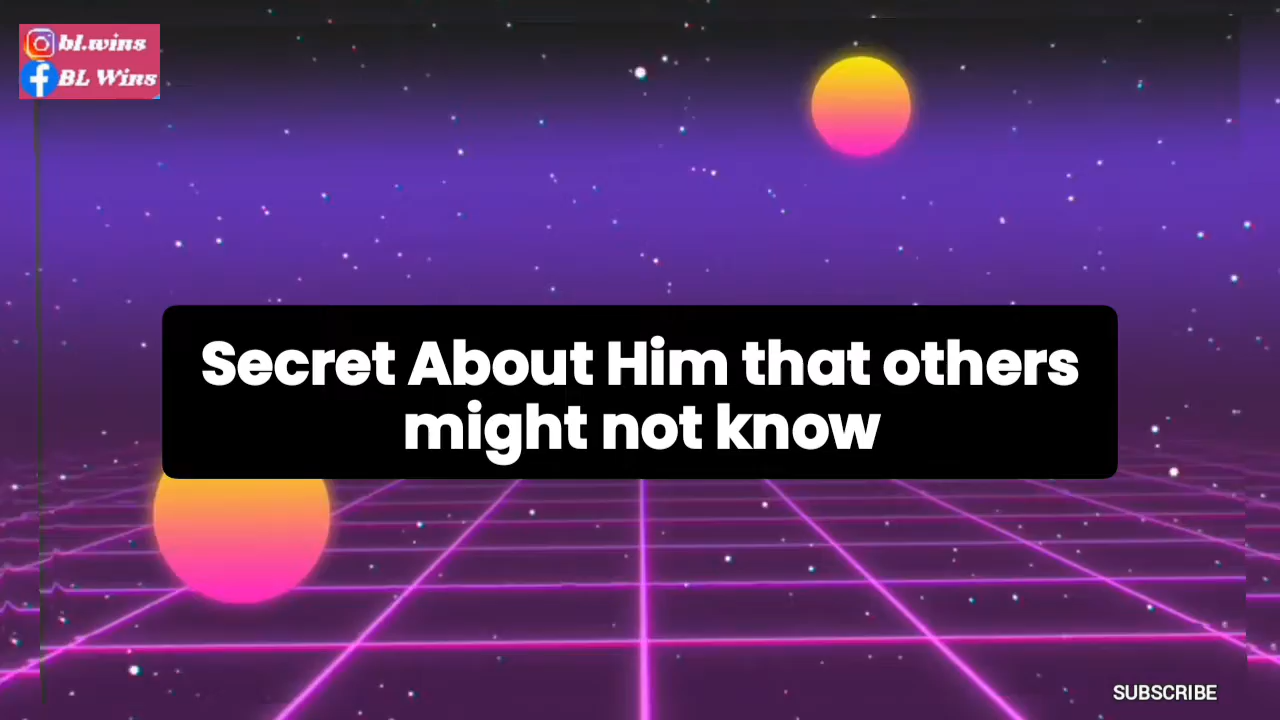 bl.wins
BL Wins
Secret About Him that others
might not know
SUBSCRIBE